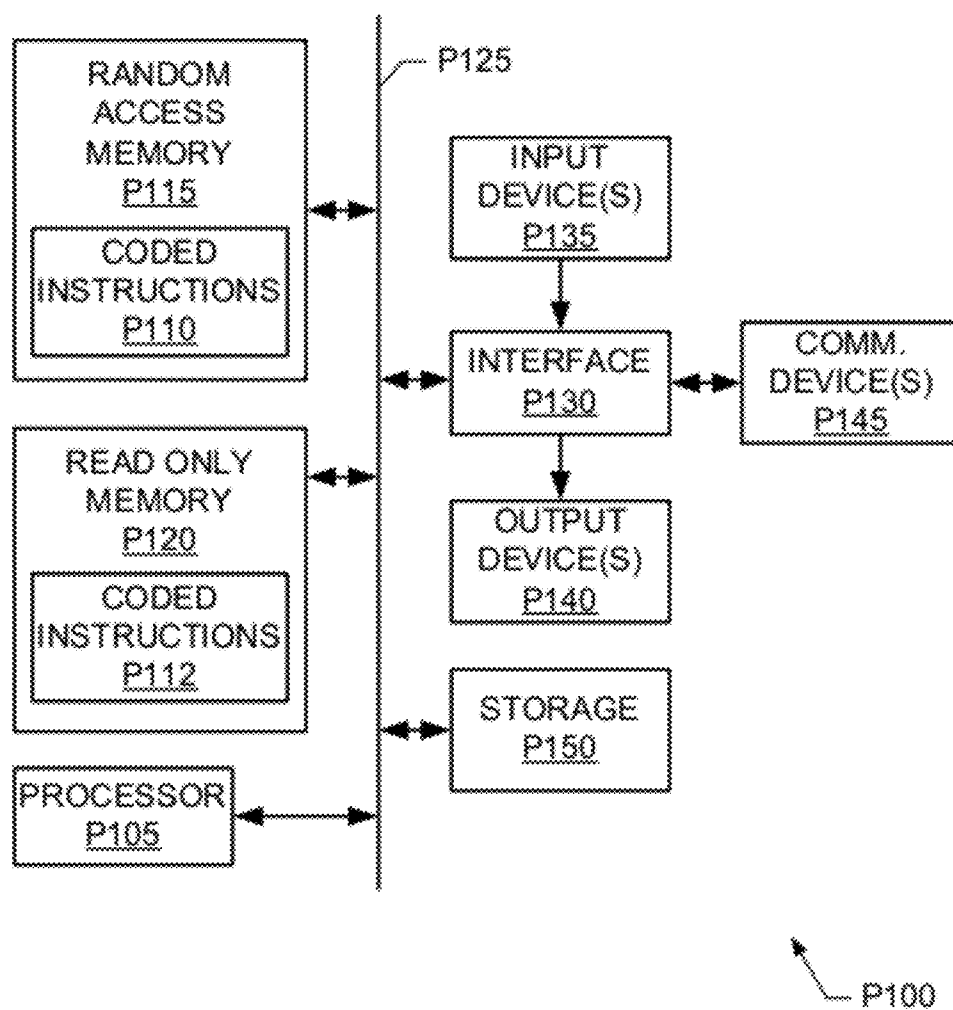 RANDOM
ACCESS
MEMORY
P115
CODED
INSTRUCTIONS
P110
READ ONLY
MEMORY
P120
CODED
INSTRUCTIONS
P112
PROCESSOR
P105
P125
INPUT
DEVICE(S)
P135
INTERFACE
P130
COMM.
DEVICE(S)
P145
OUTPUT
DEVICE(S)
P140
STORAGE
P150
P100